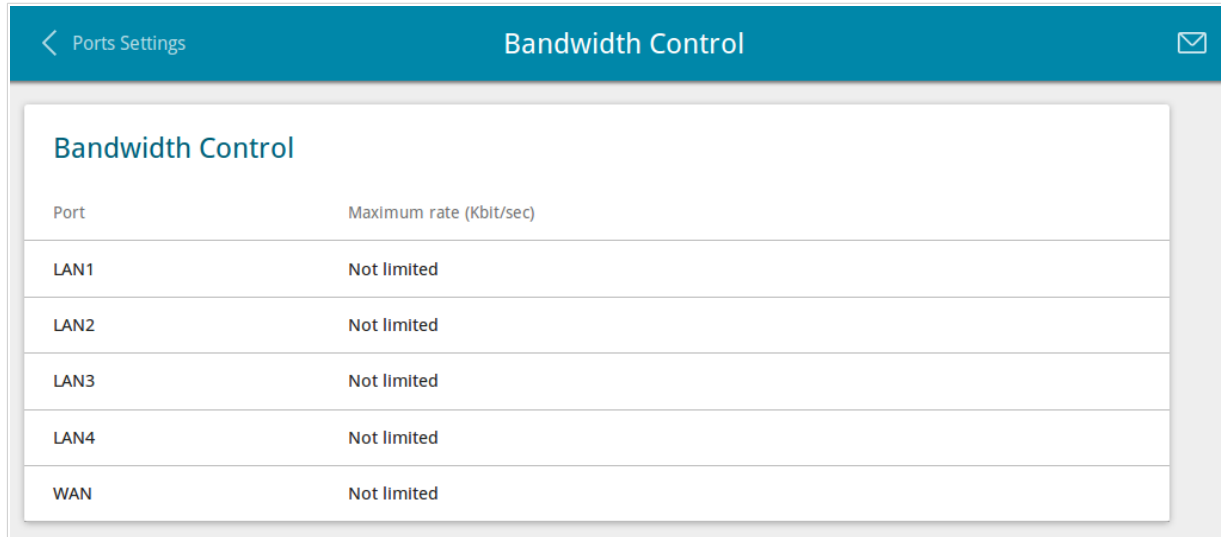 Ports Settings Bandwidth Control
Bandwidth Control
Port Maximum rate (Kbit/sec)
LAN1 Not limited
LAN2 Not limited
LAN3 Not limited
LAN4 Not limited
WAN Not limited